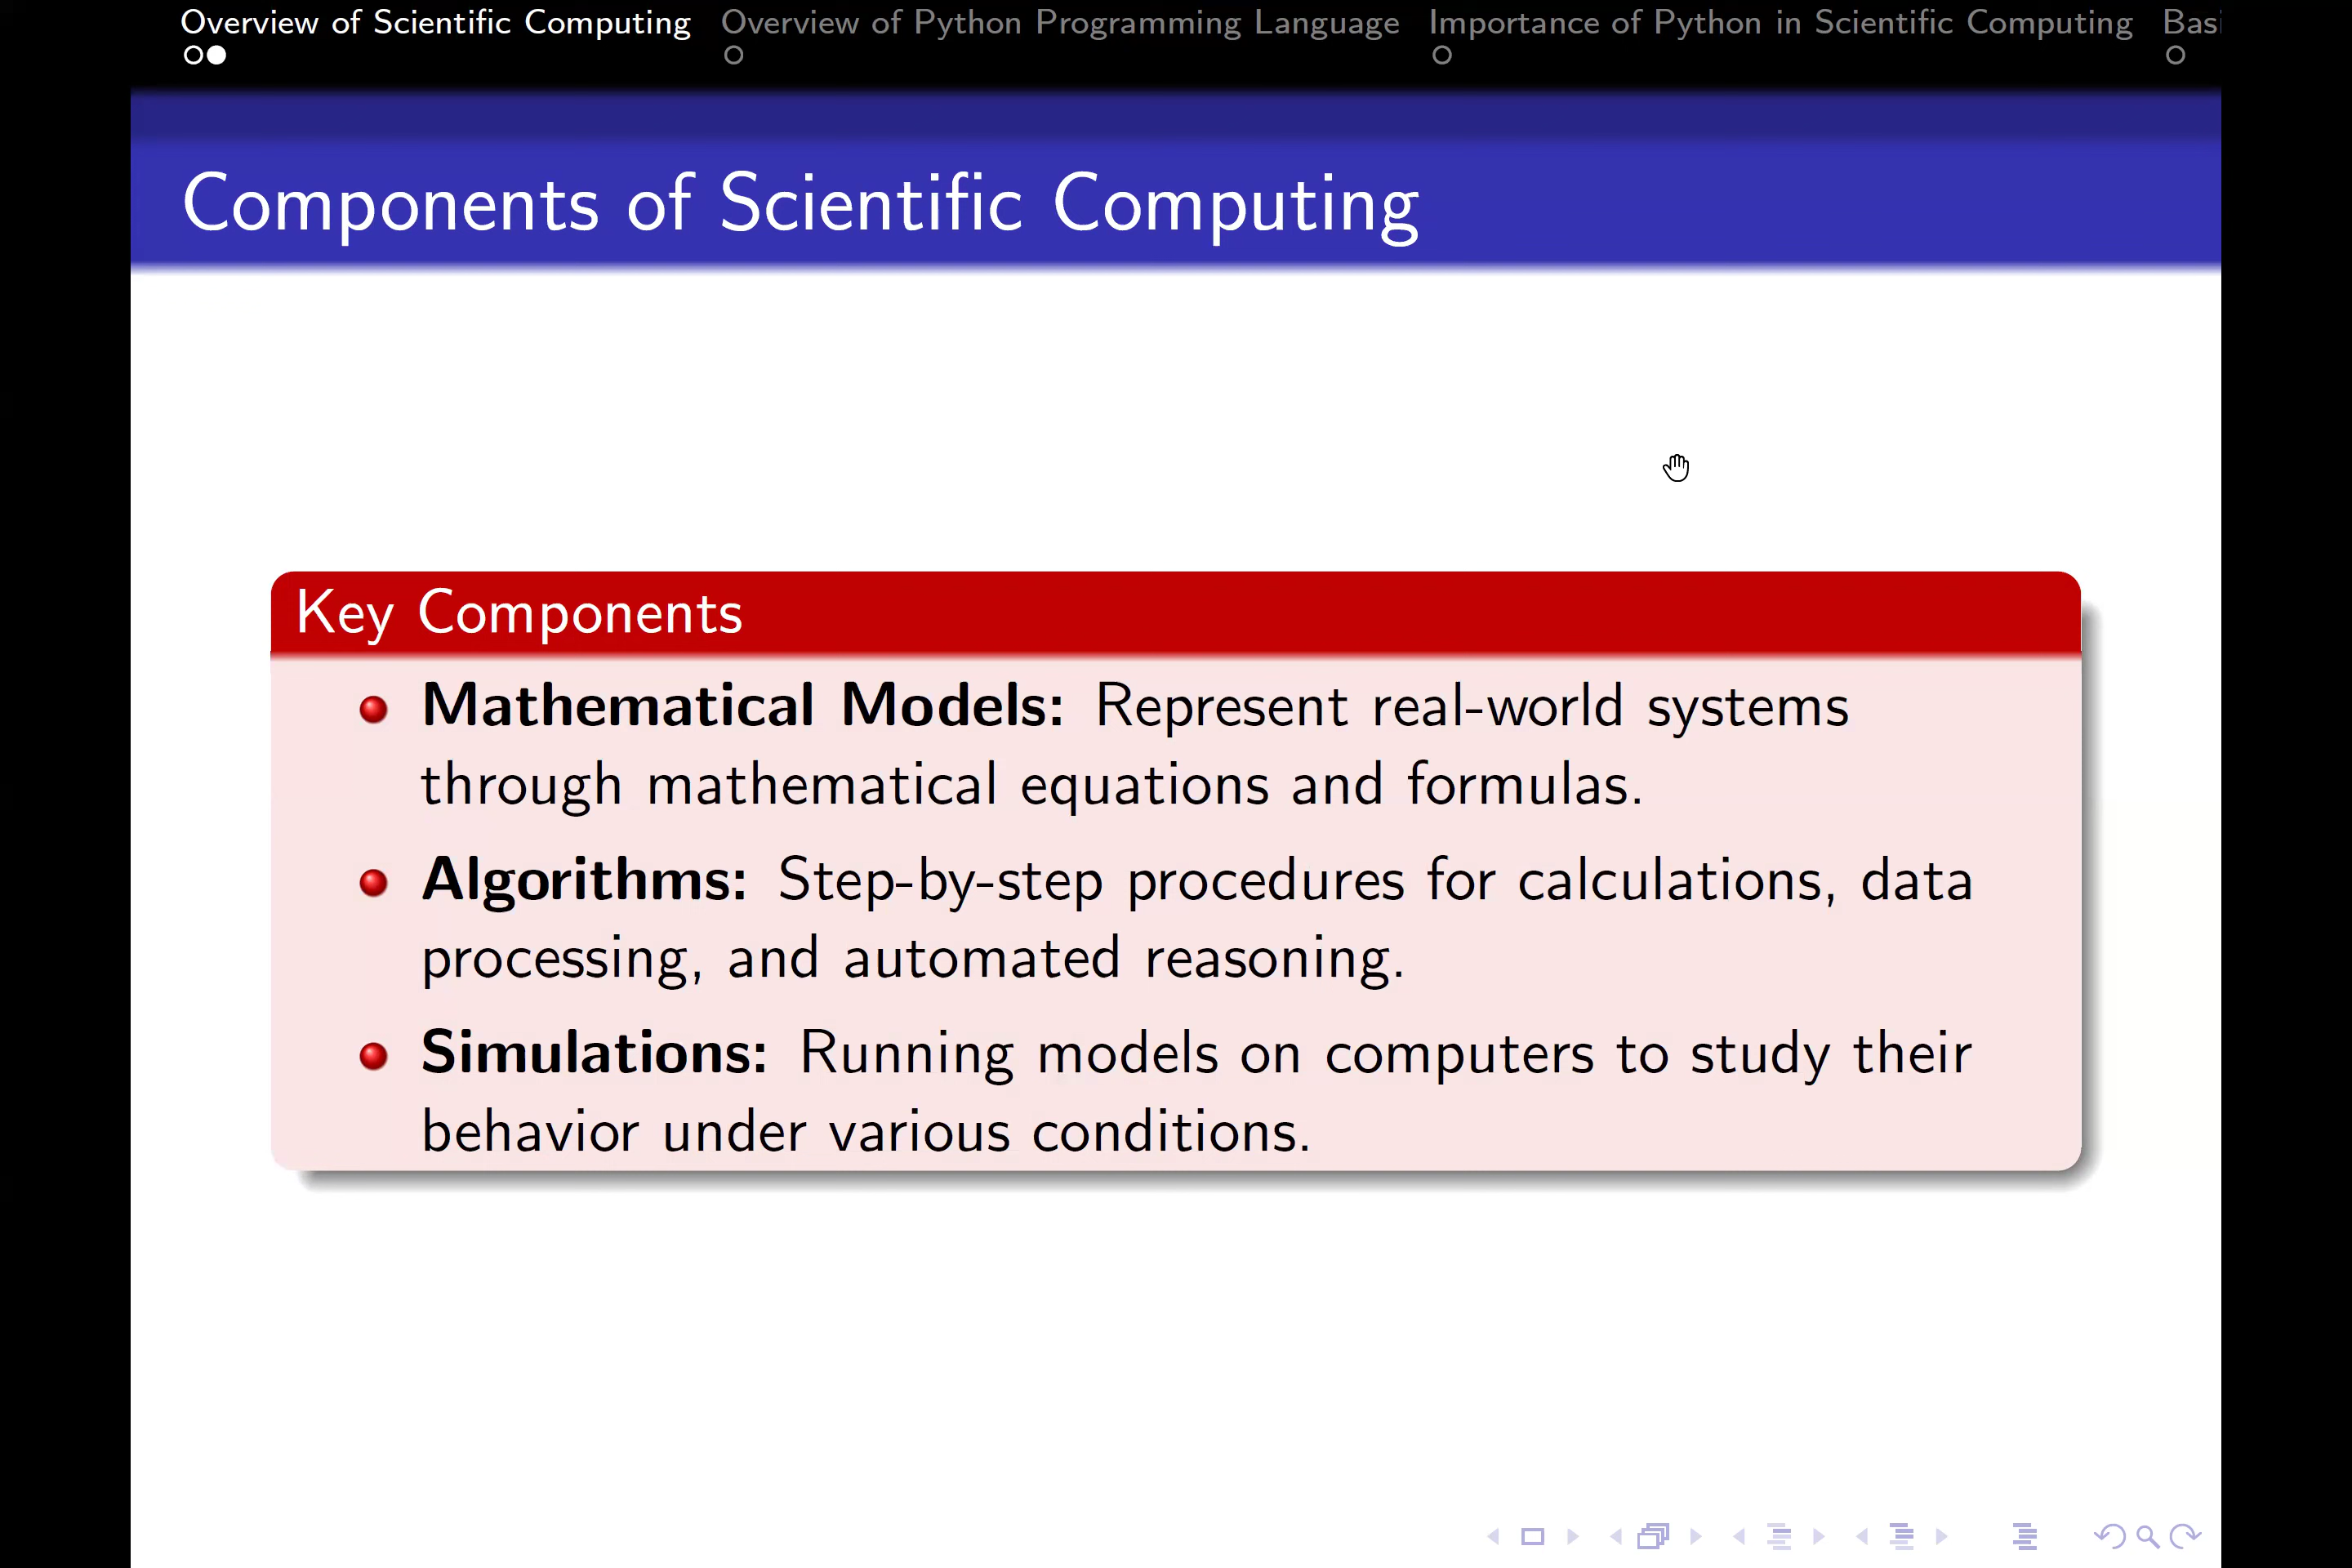 Overview of Scientific Computing Overview of Python Programming Language Importance of Python in Scientific Computing Basi
Components of Scientific Computing
Key Components
Mathematical Models: Represent real-world systems
through mathematical equations and formulas.
Algorithms: Step-by-step procedures for calculations, data
processing, and automated reasoning.
Simulations: Running models on computers to study their
behavior under various conditions.